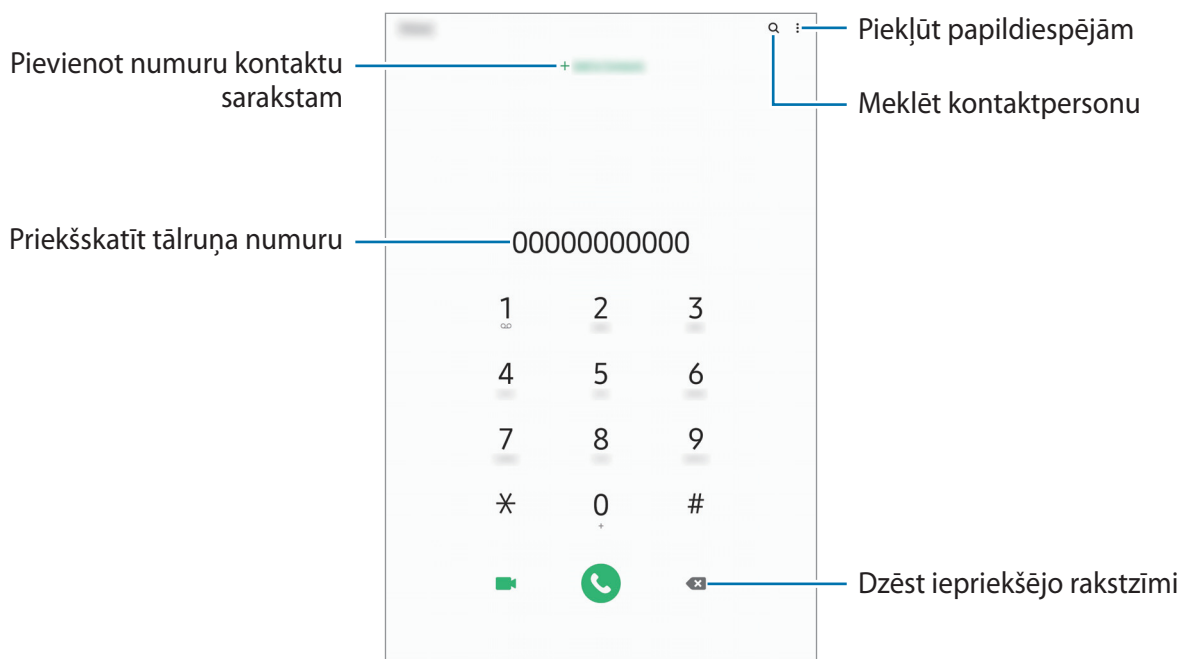 Piekļūt papildiespējām
Pievienot numuru kontaktu
sarakstam
+
Meklēt kontaktpersonu
Priekšskatīt tālruņa numuru
00000000000
1 2 3
4 5 6
7 8 9
* 0 #
+
Dzēst iepriekšējo rakstzīmi